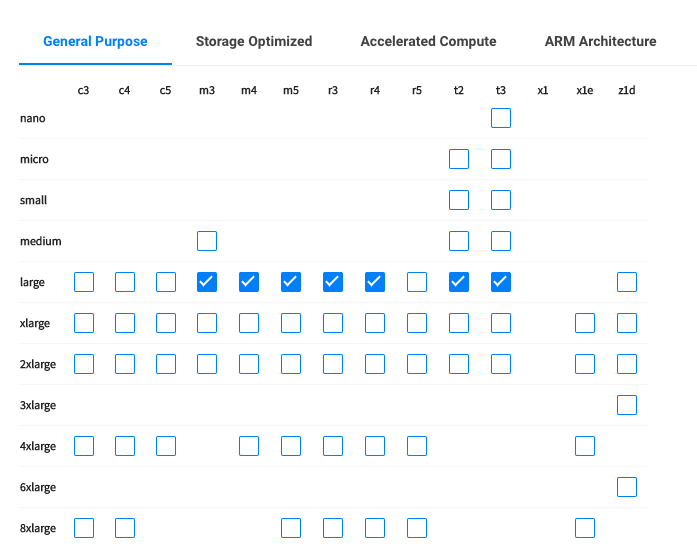 General Purpose Storage Optimized Accelerated Compute ARM Architecture
c3 c4 c5 m3 m4 m5 r3 r4 r5 t2 t3 x1 x1e z1d
nano
micro
small
medium
large
xlarge
2xlarge
3xlarge
4xlarge
6xlarge
8xlarge